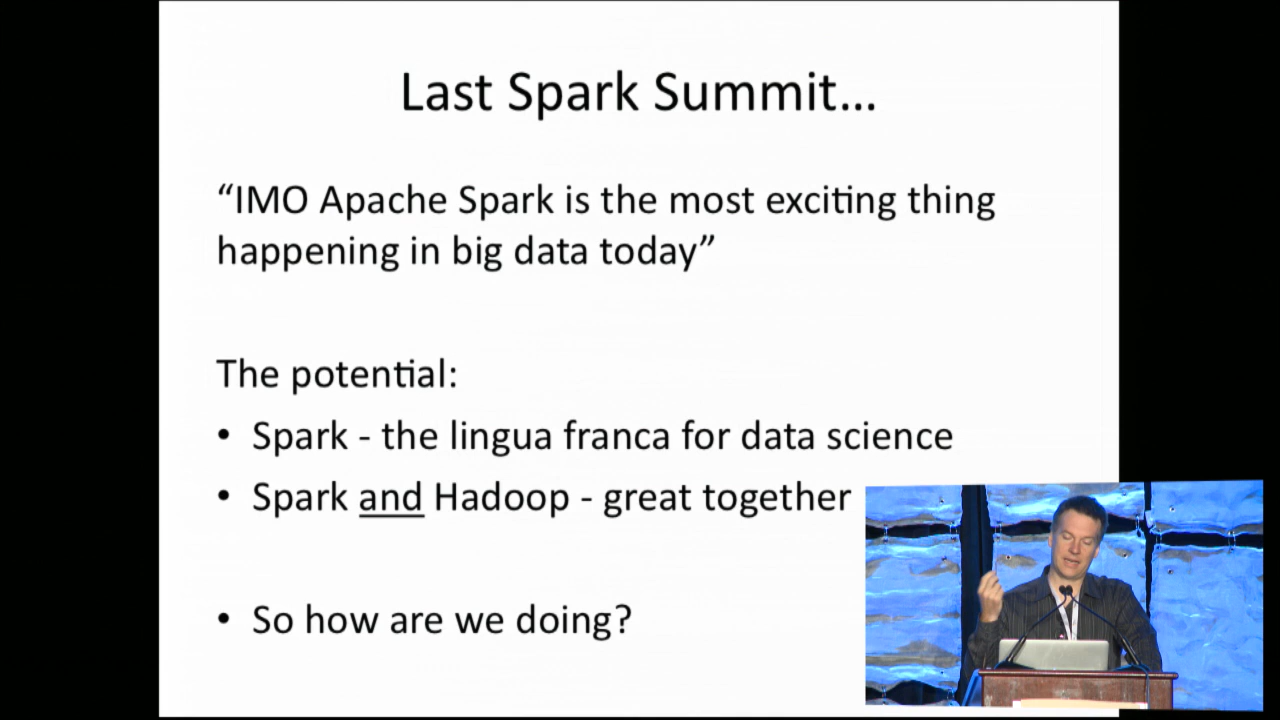 Last Spark Summit...
“IMO Apache Spark is the most exciting thing
happening in big data today”
The potential:
• Spark - the lingua franca for data science
• Spark and Hadoop - great together
• So how are we doing?